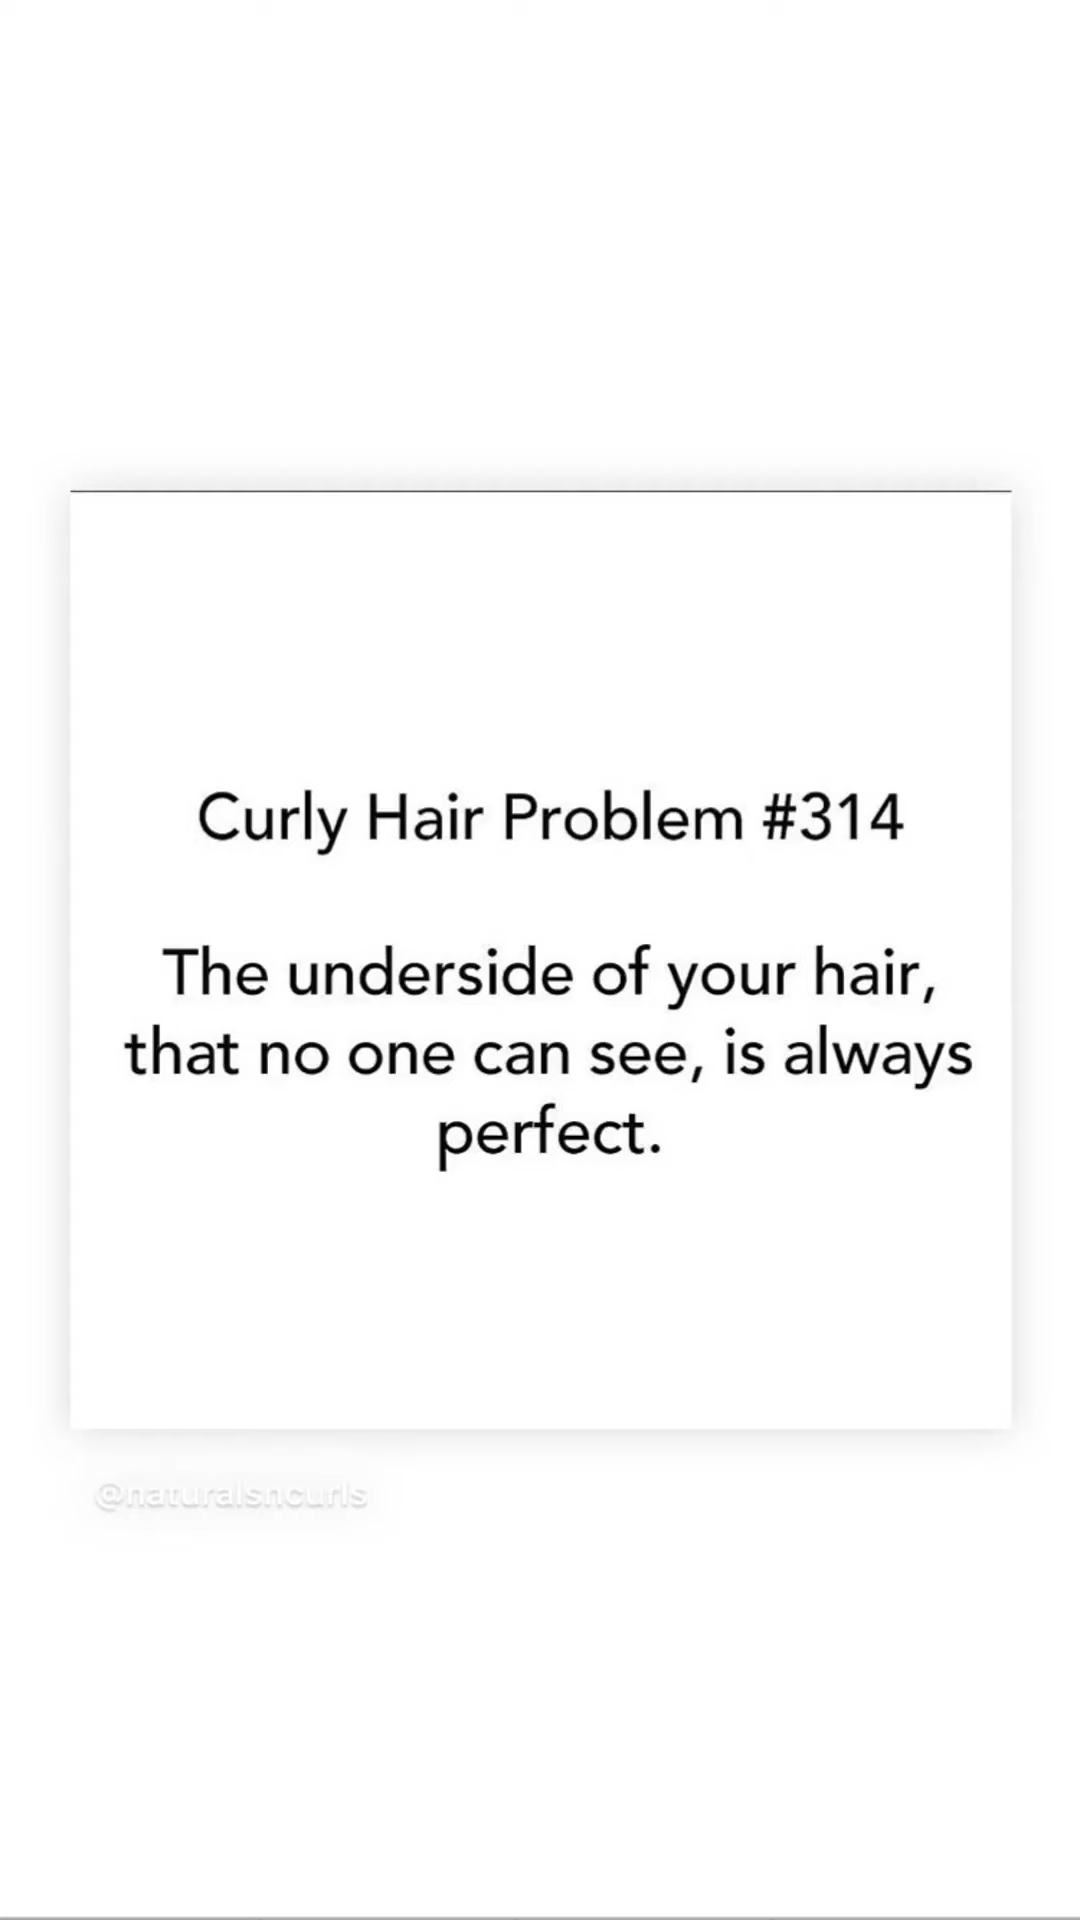 Curly Hair Problem #314
The underside of your hair,
that no one can see, is always
perfect.
@naturalsncurls